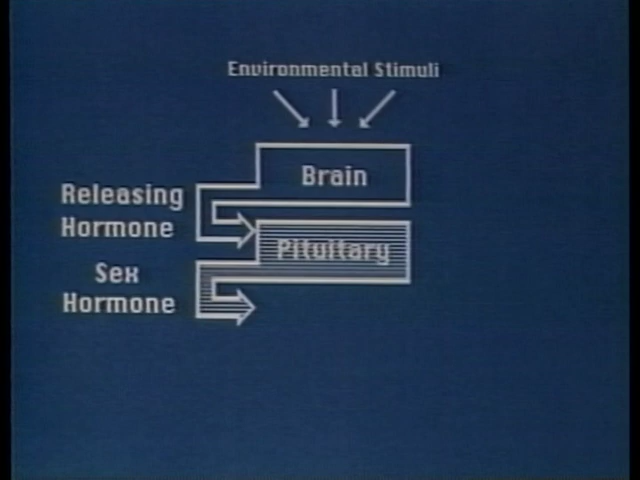 Environmental Stimuli
Brain
Releasing
Hormone
Pituitary
Sex
Hormone